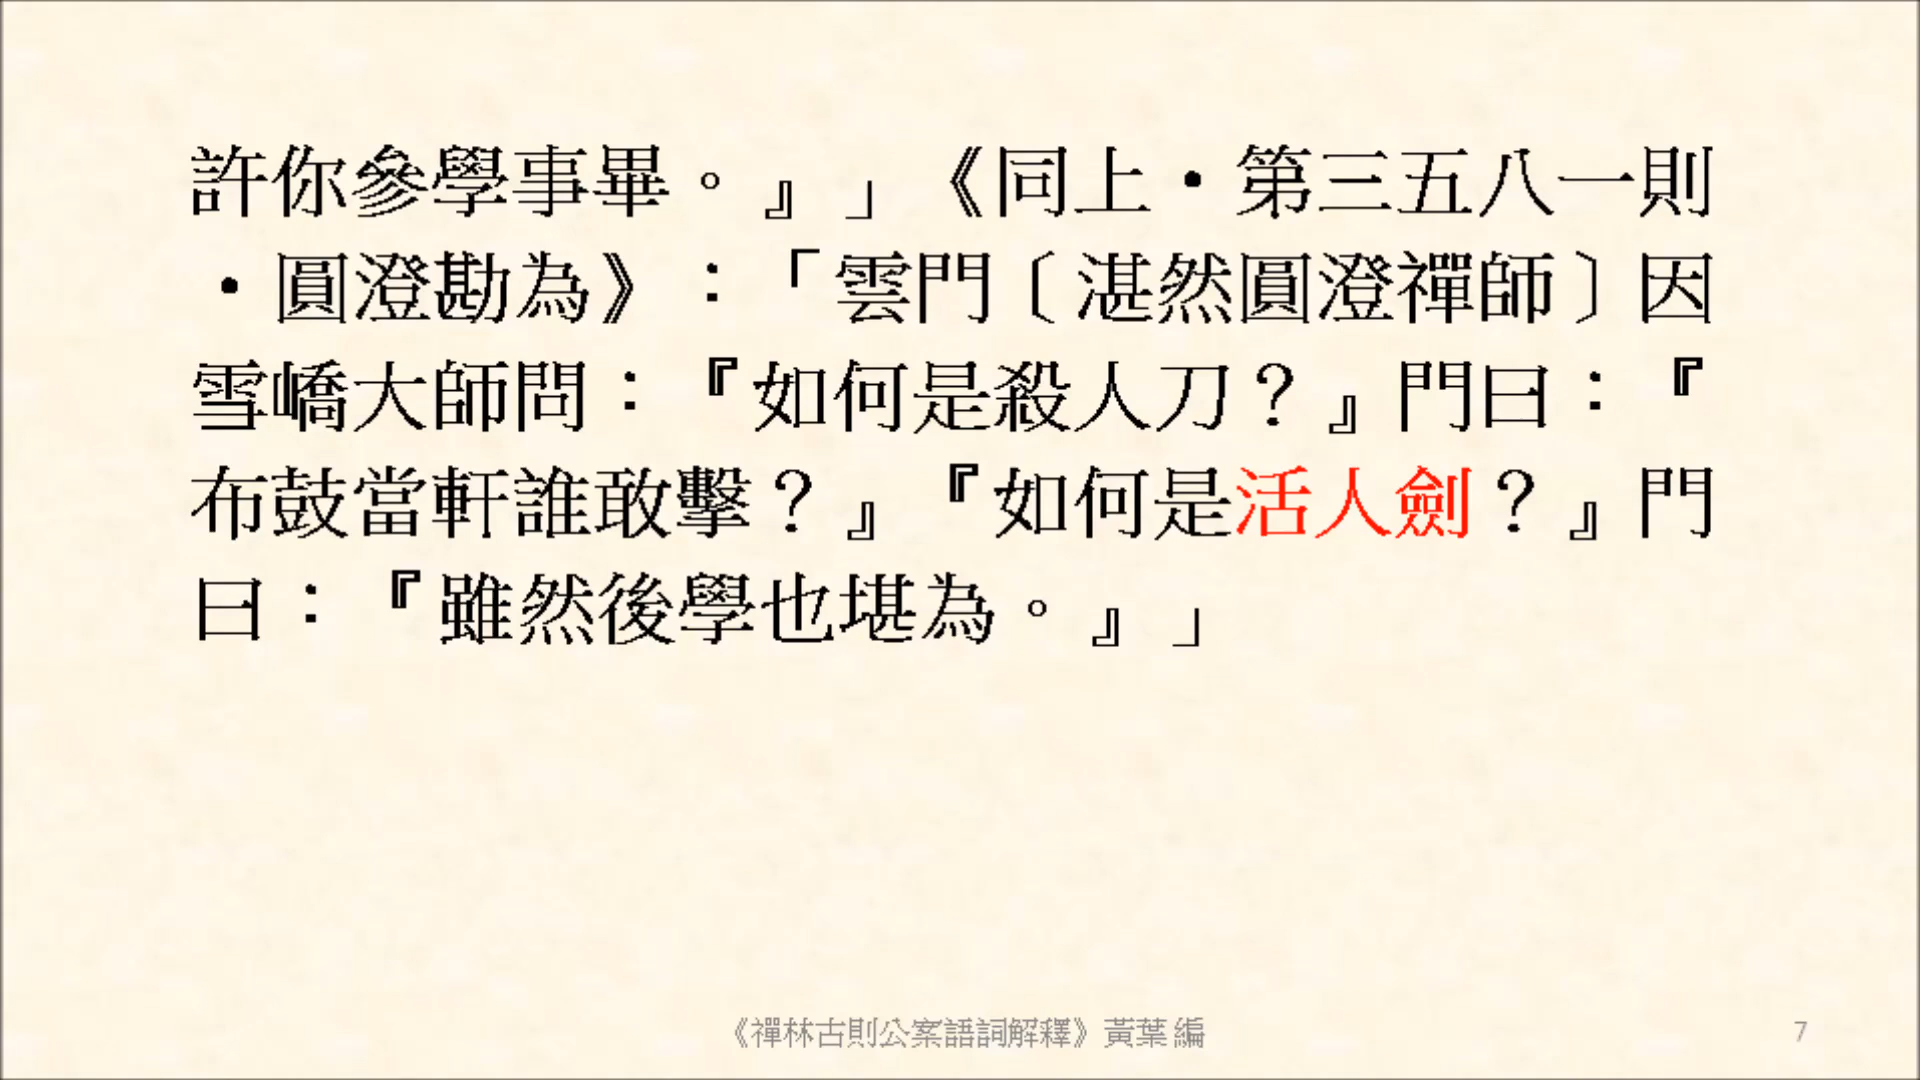 許你參學事畢。』」《同上・第三五八一則
・圓澄勘為》：「雲門〔湛然圓澄禪師〕因
雪嶠大師問：『如何是殺人刀？』門曰：『
布鼓當軒誰敢擊？』『如何是活人劍？』門
曰：『雖然後學也堪為。』」
《禪林古則公案語詞解釋》黃葉 編
7